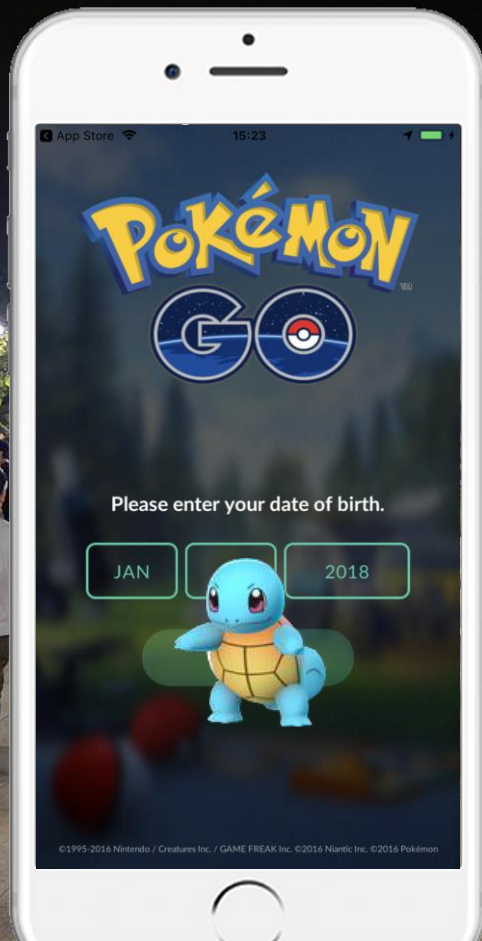 App Store 15:23
POKÉMON
TM
GO
Please enter your date of birth.
JAN 2018
©1995-2016 Nintendo / Creatures Inc. / GAME FREAK Inc. ©2016 Niantic Inc. ©2016 Pokémon